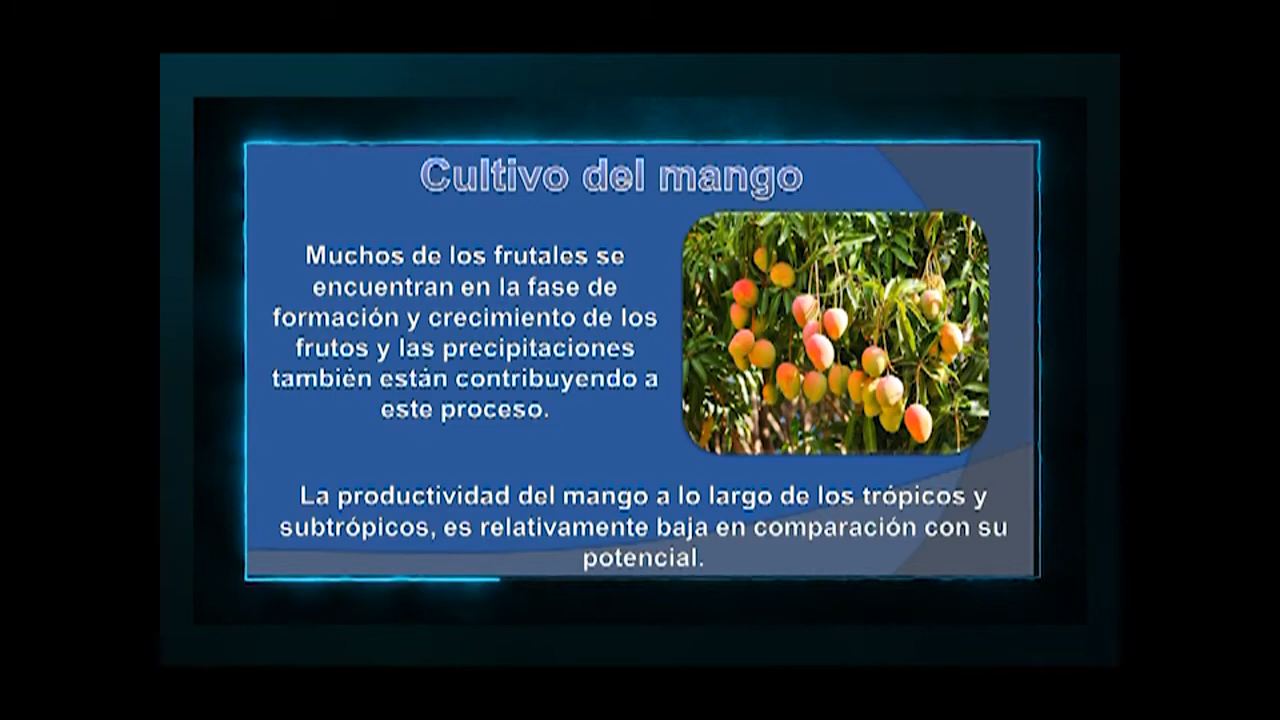 Cultivo del mango
Muchos de los frutales se
encuentran en la fase de
formación y crecimiento de los
frutos y las precipitaciones
también están contribuyendo a
este proceso.
La productividad del mango a lo largo de los trópicos y
subtrópicos, es relativamente baja en comparación con su
potencial.